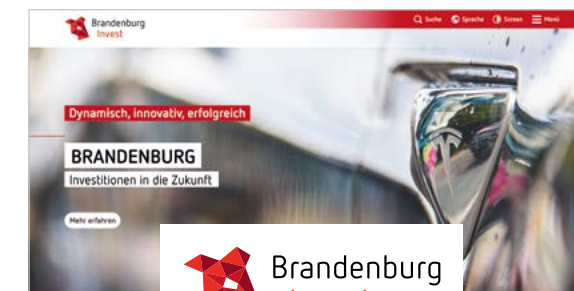 Brandenburg
Invest
Suche Sprache Screen Menü
Dynamisch, innovativ, erfolgreich
BRANDENBURG
Investitionen in die Zukunft
Mehr erfahren
Brandenburg